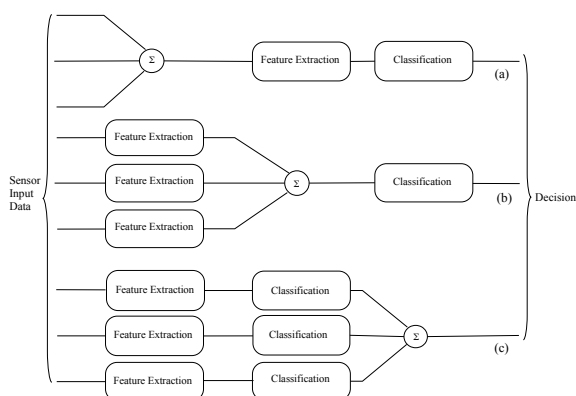 Σ
Feature Extraction
Classification
(a)
Feature Extraction
Feature Extraction
Feature Extraction
Σ
Classification
(b)
Sensor
Input
Data
Decision
Feature Extraction
Classification
Feature Extraction
Classification
Σ
(c)
Feature Extraction
Classification